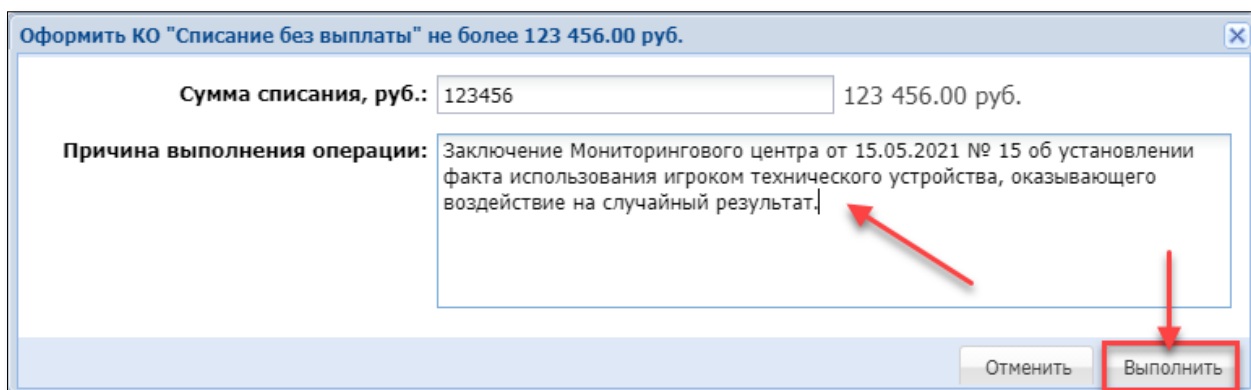 Оформить КО "Списание без выплаты" не более 123 456.00 руб.
Сумма списания, руб.: 123456 123 456.00 руб.
Причина выполнения операции: Заключение Мониторингового центра от 15.05.2021 № 15 об установлении
факта использования игроком технического устройства, оказывающего
воздействие на случайный результат.
Отменить Выполнить